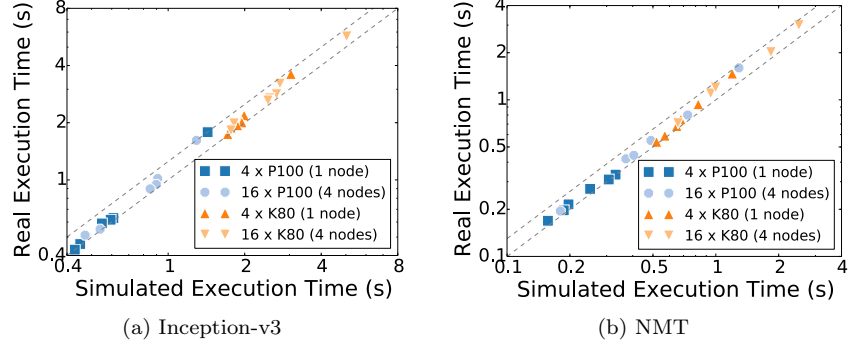 8
4
2
1
0.4
0.4
1
2
4
8
Real Execution Time (s)
Simulated Execution Time (s)
4 x P100 (1 node)
16 x P100 (4 nodes)
4 x K80 (1 node)
16 x K80 (4 nodes)
(a) Inception-v3
4
2
1
0.5
0.2
0.1
0.1
0.2
0.5
1
2
4
Real Execution Time (s)
Simulated Execution Time (s)
4 x P100 (1 node)
16 x P100 (4 nodes)
4 x K80 (1 node)
16 x K80 (4 nodes)
(b) NMT